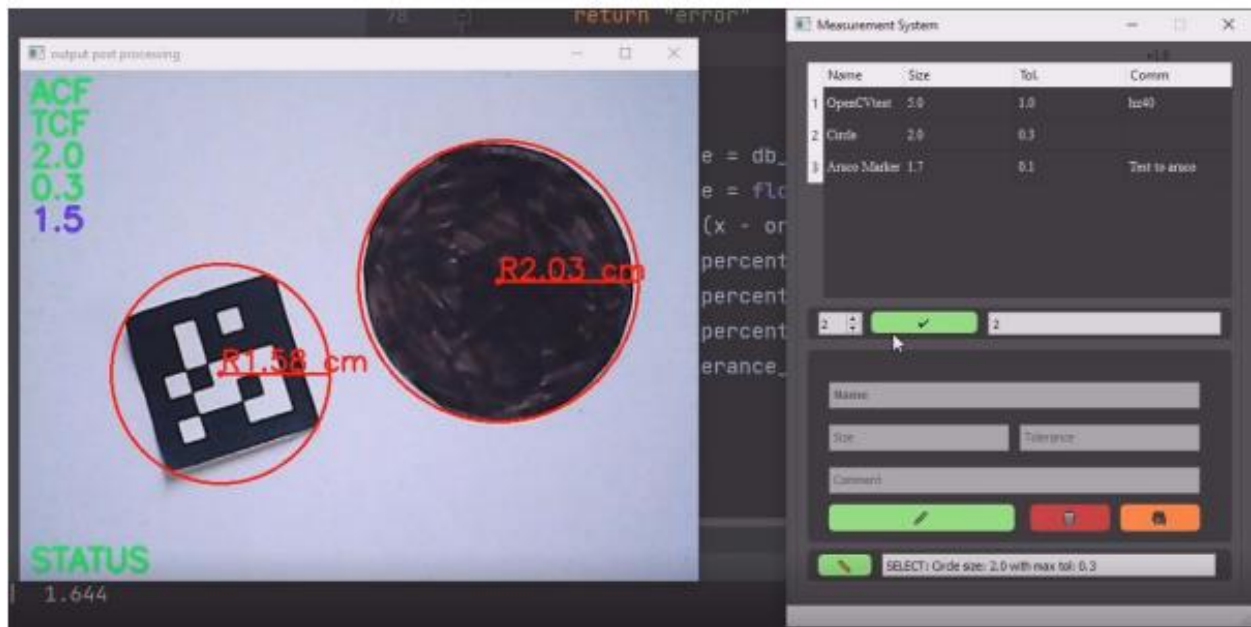 78 return "error"
output post processing
ACF
TCF
2.0
0.3
1.5
R2.03 cm
R1.58 cm
STATUS
1.644
e = db_
e = flo
(x - or
percent
percent
percent
erance_
Measurement System
Name Size Tol. Comm
1 OpenCVtest 5.0 1.0
2 Circle 2.0 0.3
3 Aruco Marker 1.7 0.1 Test to aruco
2 2
Name
Size Tolerance
Comment
SELECT: Circle size: 2.0 with max tol: 0.3